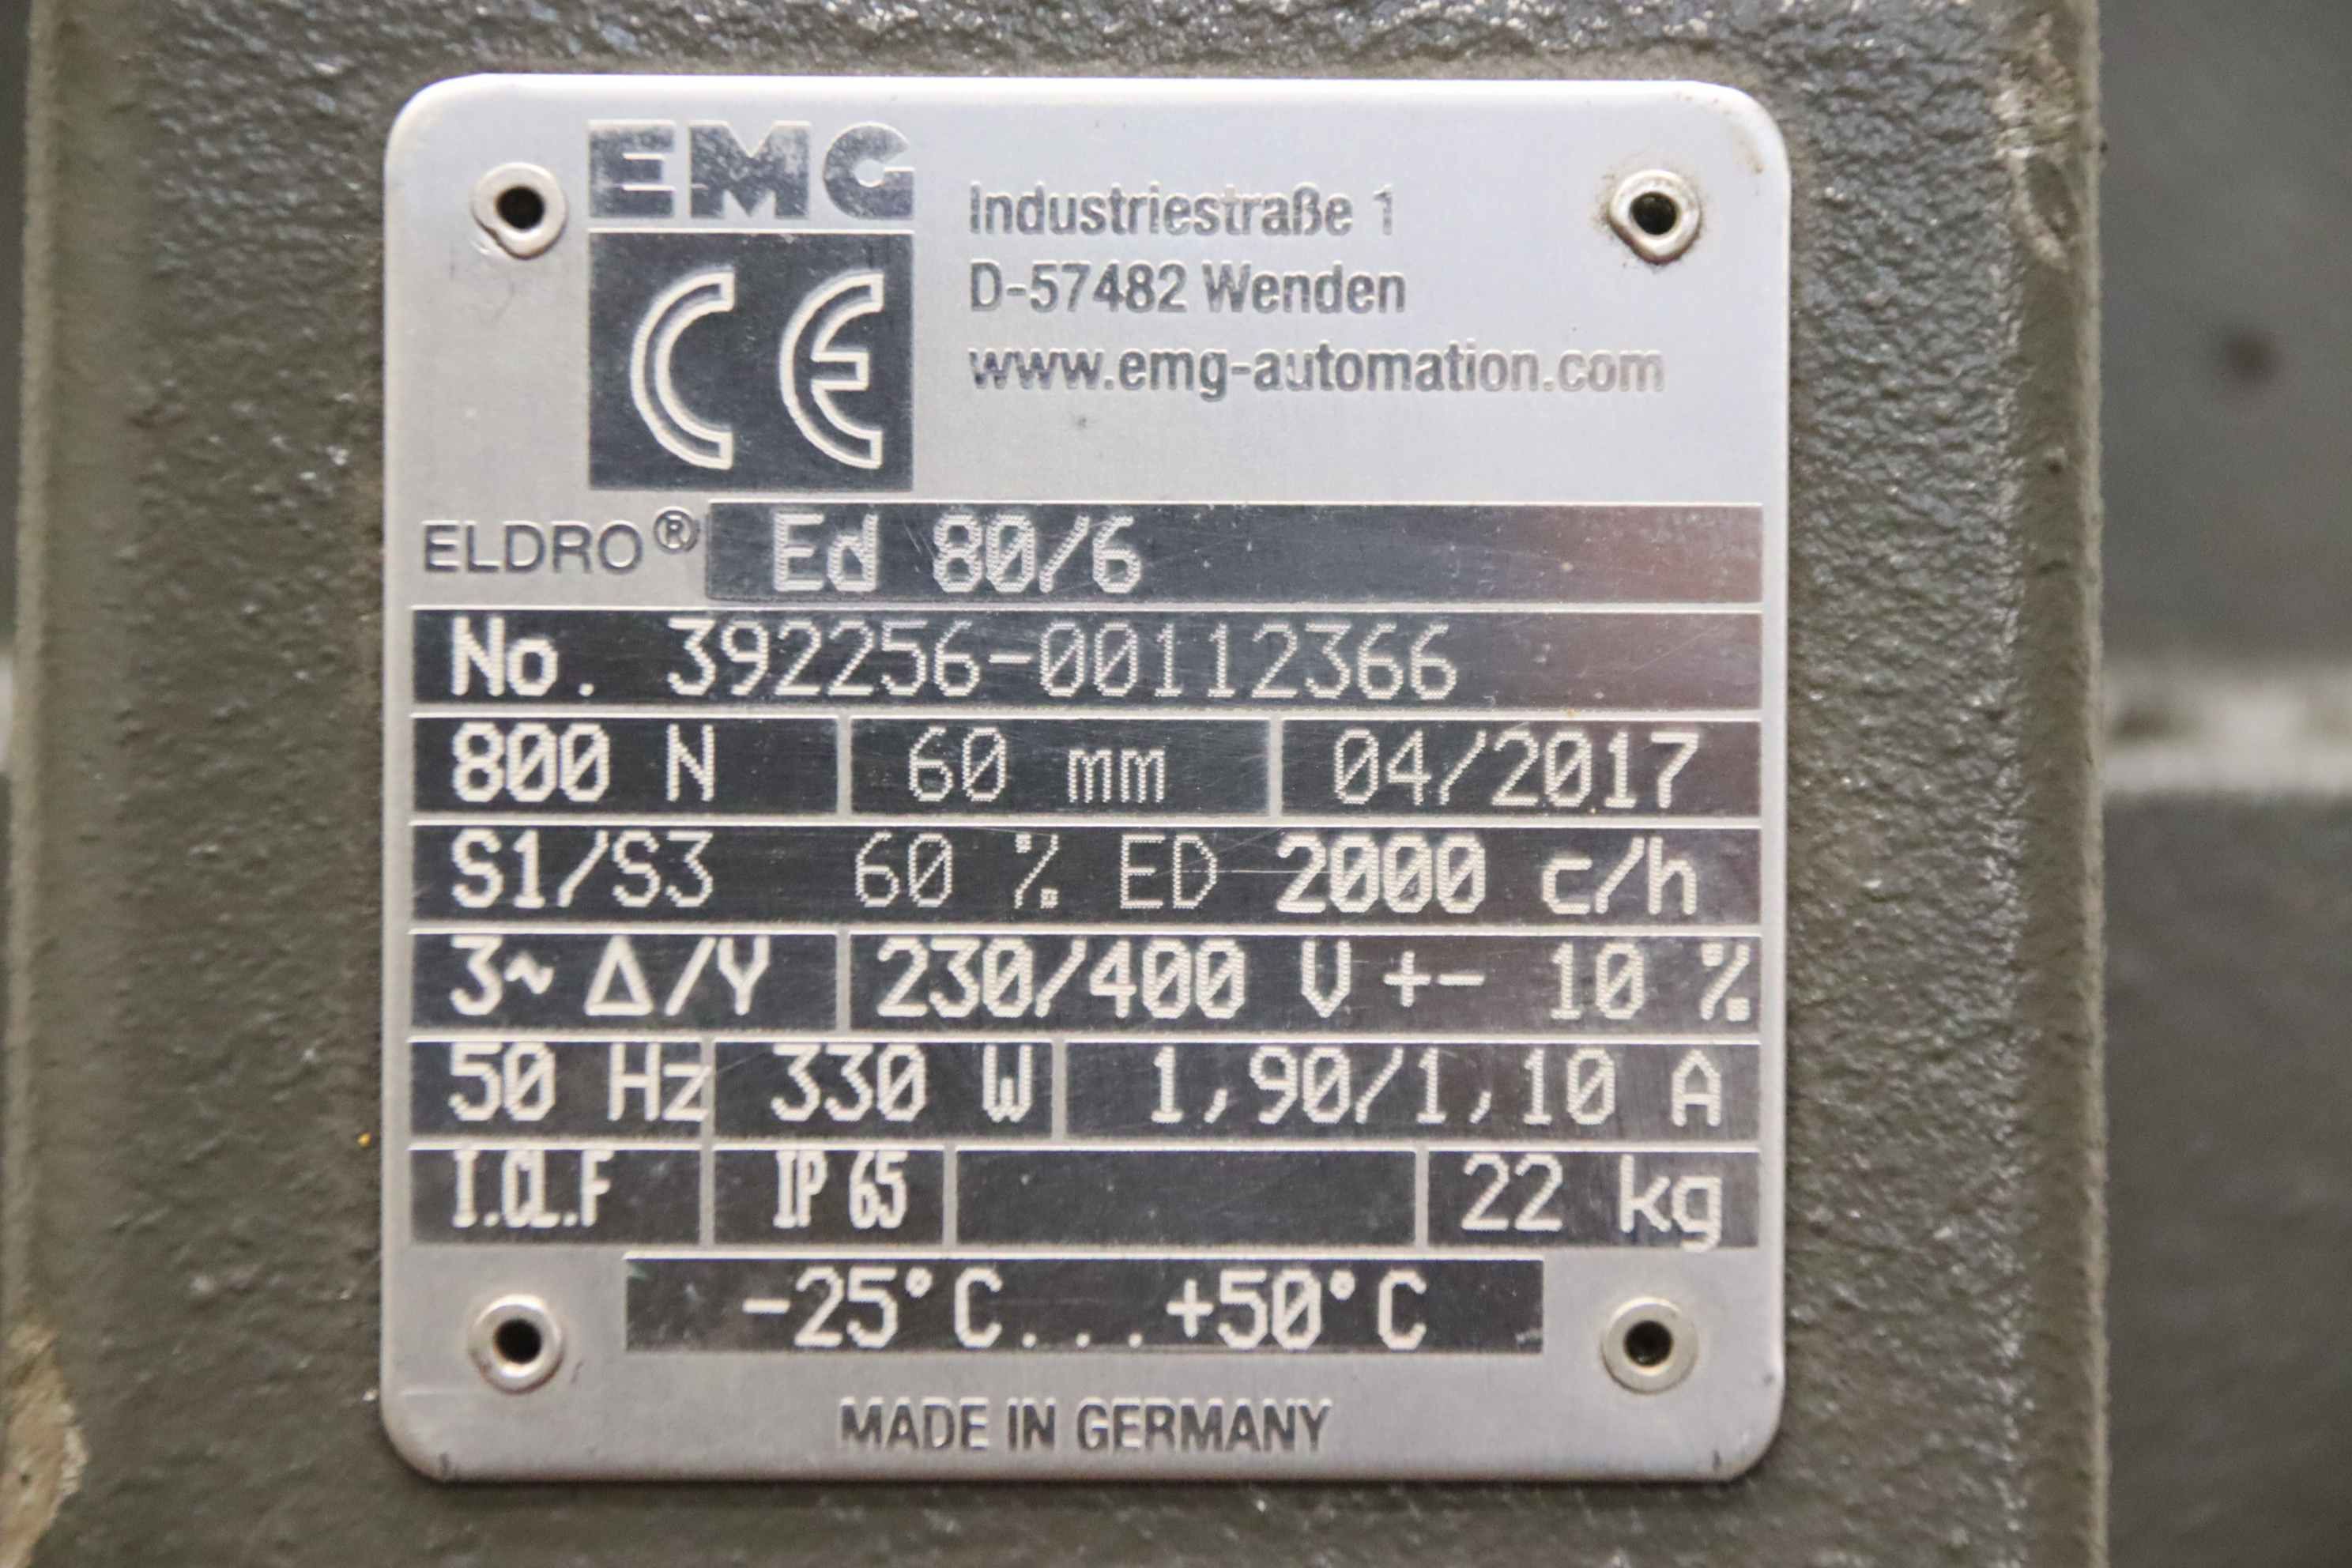 EMG
Industriestraße 1
D-57482 Wenden
www.emg-automation.com
CE
ELDRO® Ed 80/6
No. 392256-00112366
800 N 60 mm 04/2017
S1/S3 60 % ED 2000 c/h
3~ Δ/Y 230/400 V +- 10 %
50 Hz 330 W 1,90/1,10 A
I.CL.F IP 65 22 kg
-25°C...+50°C
MADE IN GERMANY